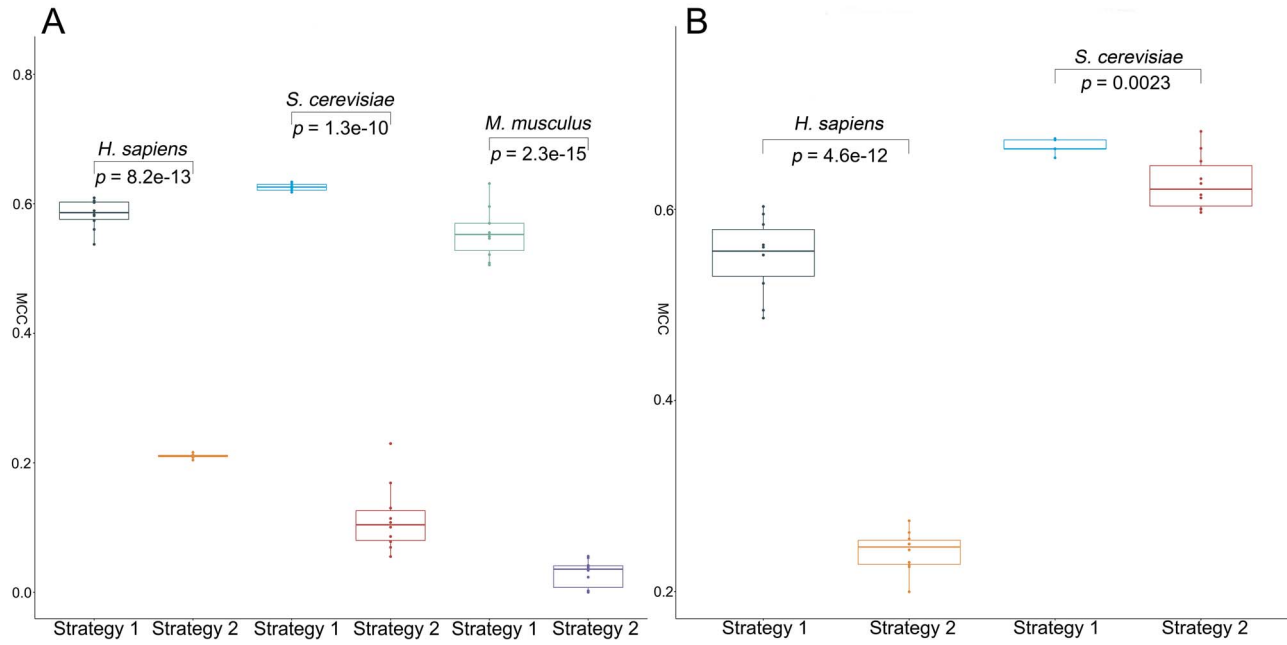 A
MCC
0.8
0.6
0.4
0.2
0.0
H. sapiens
p = 8.2e-13
S. cerevisiae
p = 1.3e-10
M. musculus
p = 2.3e-15
Strategy 1
Strategy 2
Strategy 1
Strategy 2
Strategy 1
Strategy 2
B
MCC
0.6
0.4
0.2
H. sapiens
p = 4.6e-12
S. cerevisiae
p = 0.0023
Strategy 1
Strategy 2
Strategy 1
Strategy 2